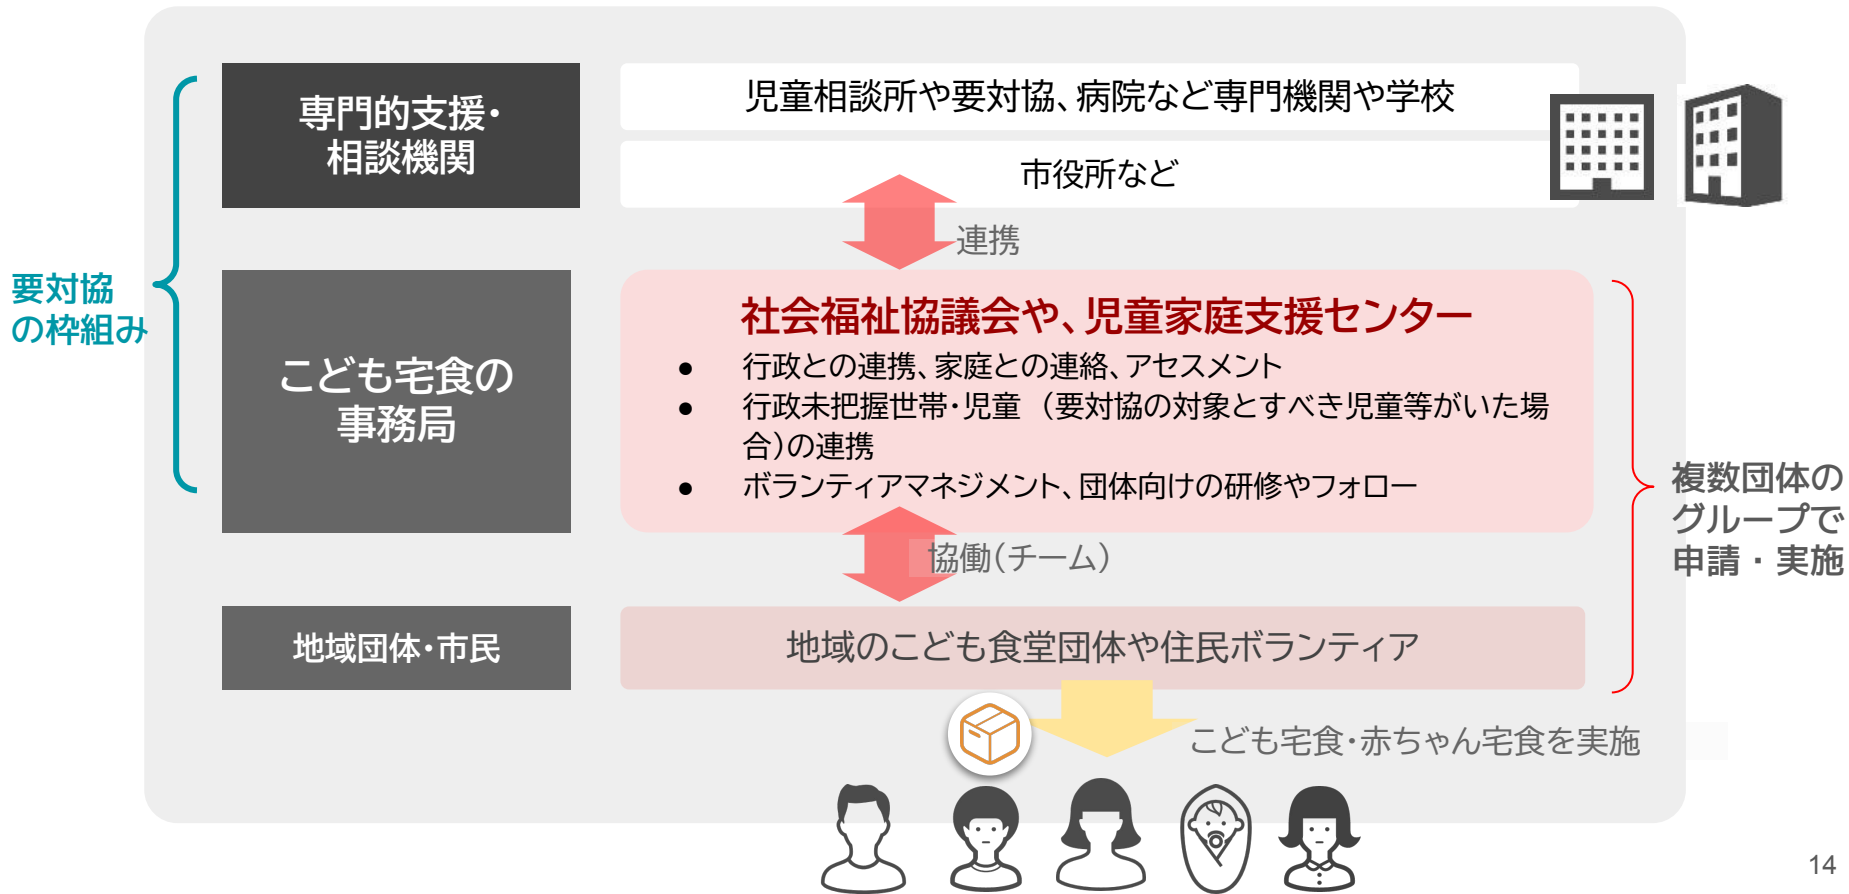 専門的支援・
相談機関
児童相談所や要対協、病院など専門機関や学校
市役所など
連携
要対協
の枠組み
こども宅食の
事務局
社会福祉協議会や、児童家庭支援センター
● 行政との連携、家庭との連絡、アセスメント
● 行政未把握世帯・児童 （要対協の対象とすべき児童等がいた場
合）の連携
● ボランティアマネジメント、団体向けの研修やフォロー
複数団体の
グループで
申請・実施
協働（チーム）
地域団体・市民
地域のこども食堂団体や住民ボランティア
こども宅食・赤ちゃん宅食を実施
14